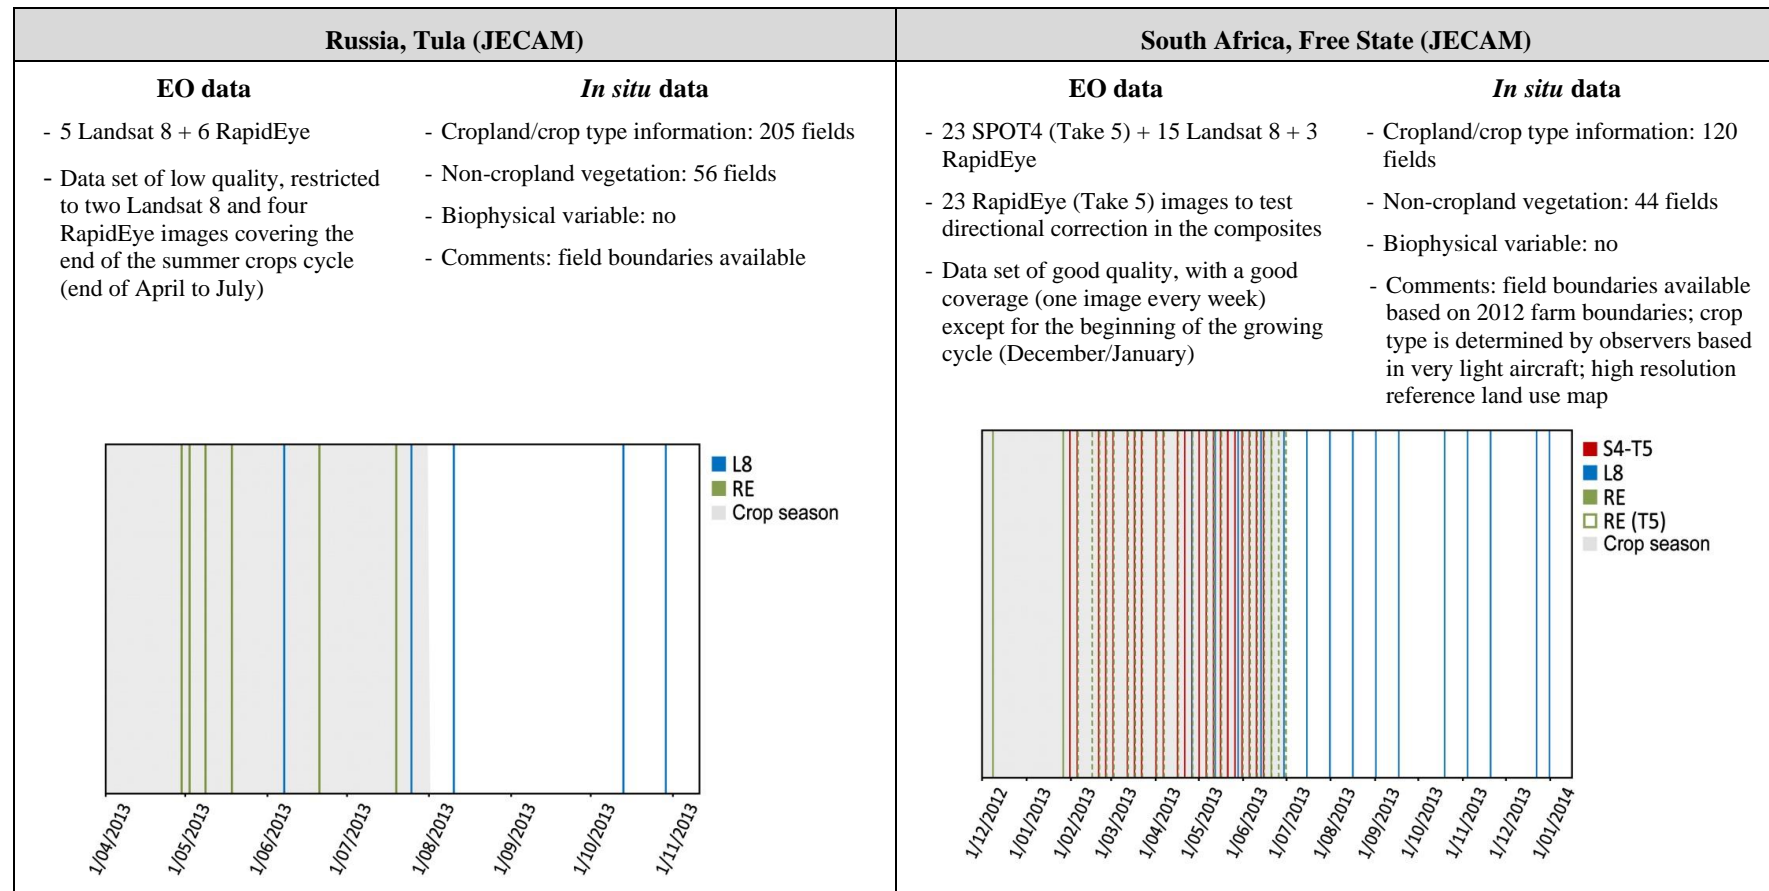 Russia, Tula (JECAM)
EO data
- 5 Landsat 8 + 6 RapidEye
- Data set of low quality, restricted
to two Landsat 8 and four
RapidEye images covering the
end of the summer crops cycle
(end of April to July)
In situ data
- Cropland/crop type information: 205 fields
- Non-cropland vegetation: 56 fields
- Biophysical variable: no
- Comments: field boundaries available
L8
RE
Crop season
1/04/2013
1/05/2013
1/06/2013
1/07/2013
1/08/2013
1/09/2013
1/10/2013
1/11/2013
South Africa, Free State (JECAM)
EO data
- 23 SPOT4 (Take 5) + 15 Landsat 8 + 3
RapidEye
- 23 RapidEye (Take 5) images to test
directional correction in the composites
- Data set of good quality, with a good
coverage (one image every week)
except for the beginning of the growing
cycle (December/January)
In situ data
- Cropland/crop type information: 120
fields
- Non-cropland vegetation: 44 fields
- Biophysical variable: no
- Comments: field boundaries available
based on 2012 farm boundaries; crop
type is determined by observers based
in very light aircraft; high resolution
reference land use map
S4-T5
L8
RE
RE (T5)
Crop season
1/12/2012
1/01/2013
1/02/2013
1/03/2013
1/04/2013
1/05/2013
1/06/2013
1/07/2013
1/08/2013
1/09/2013
1/10/2013
1/11/2013
1/12/2013
1/01/2014